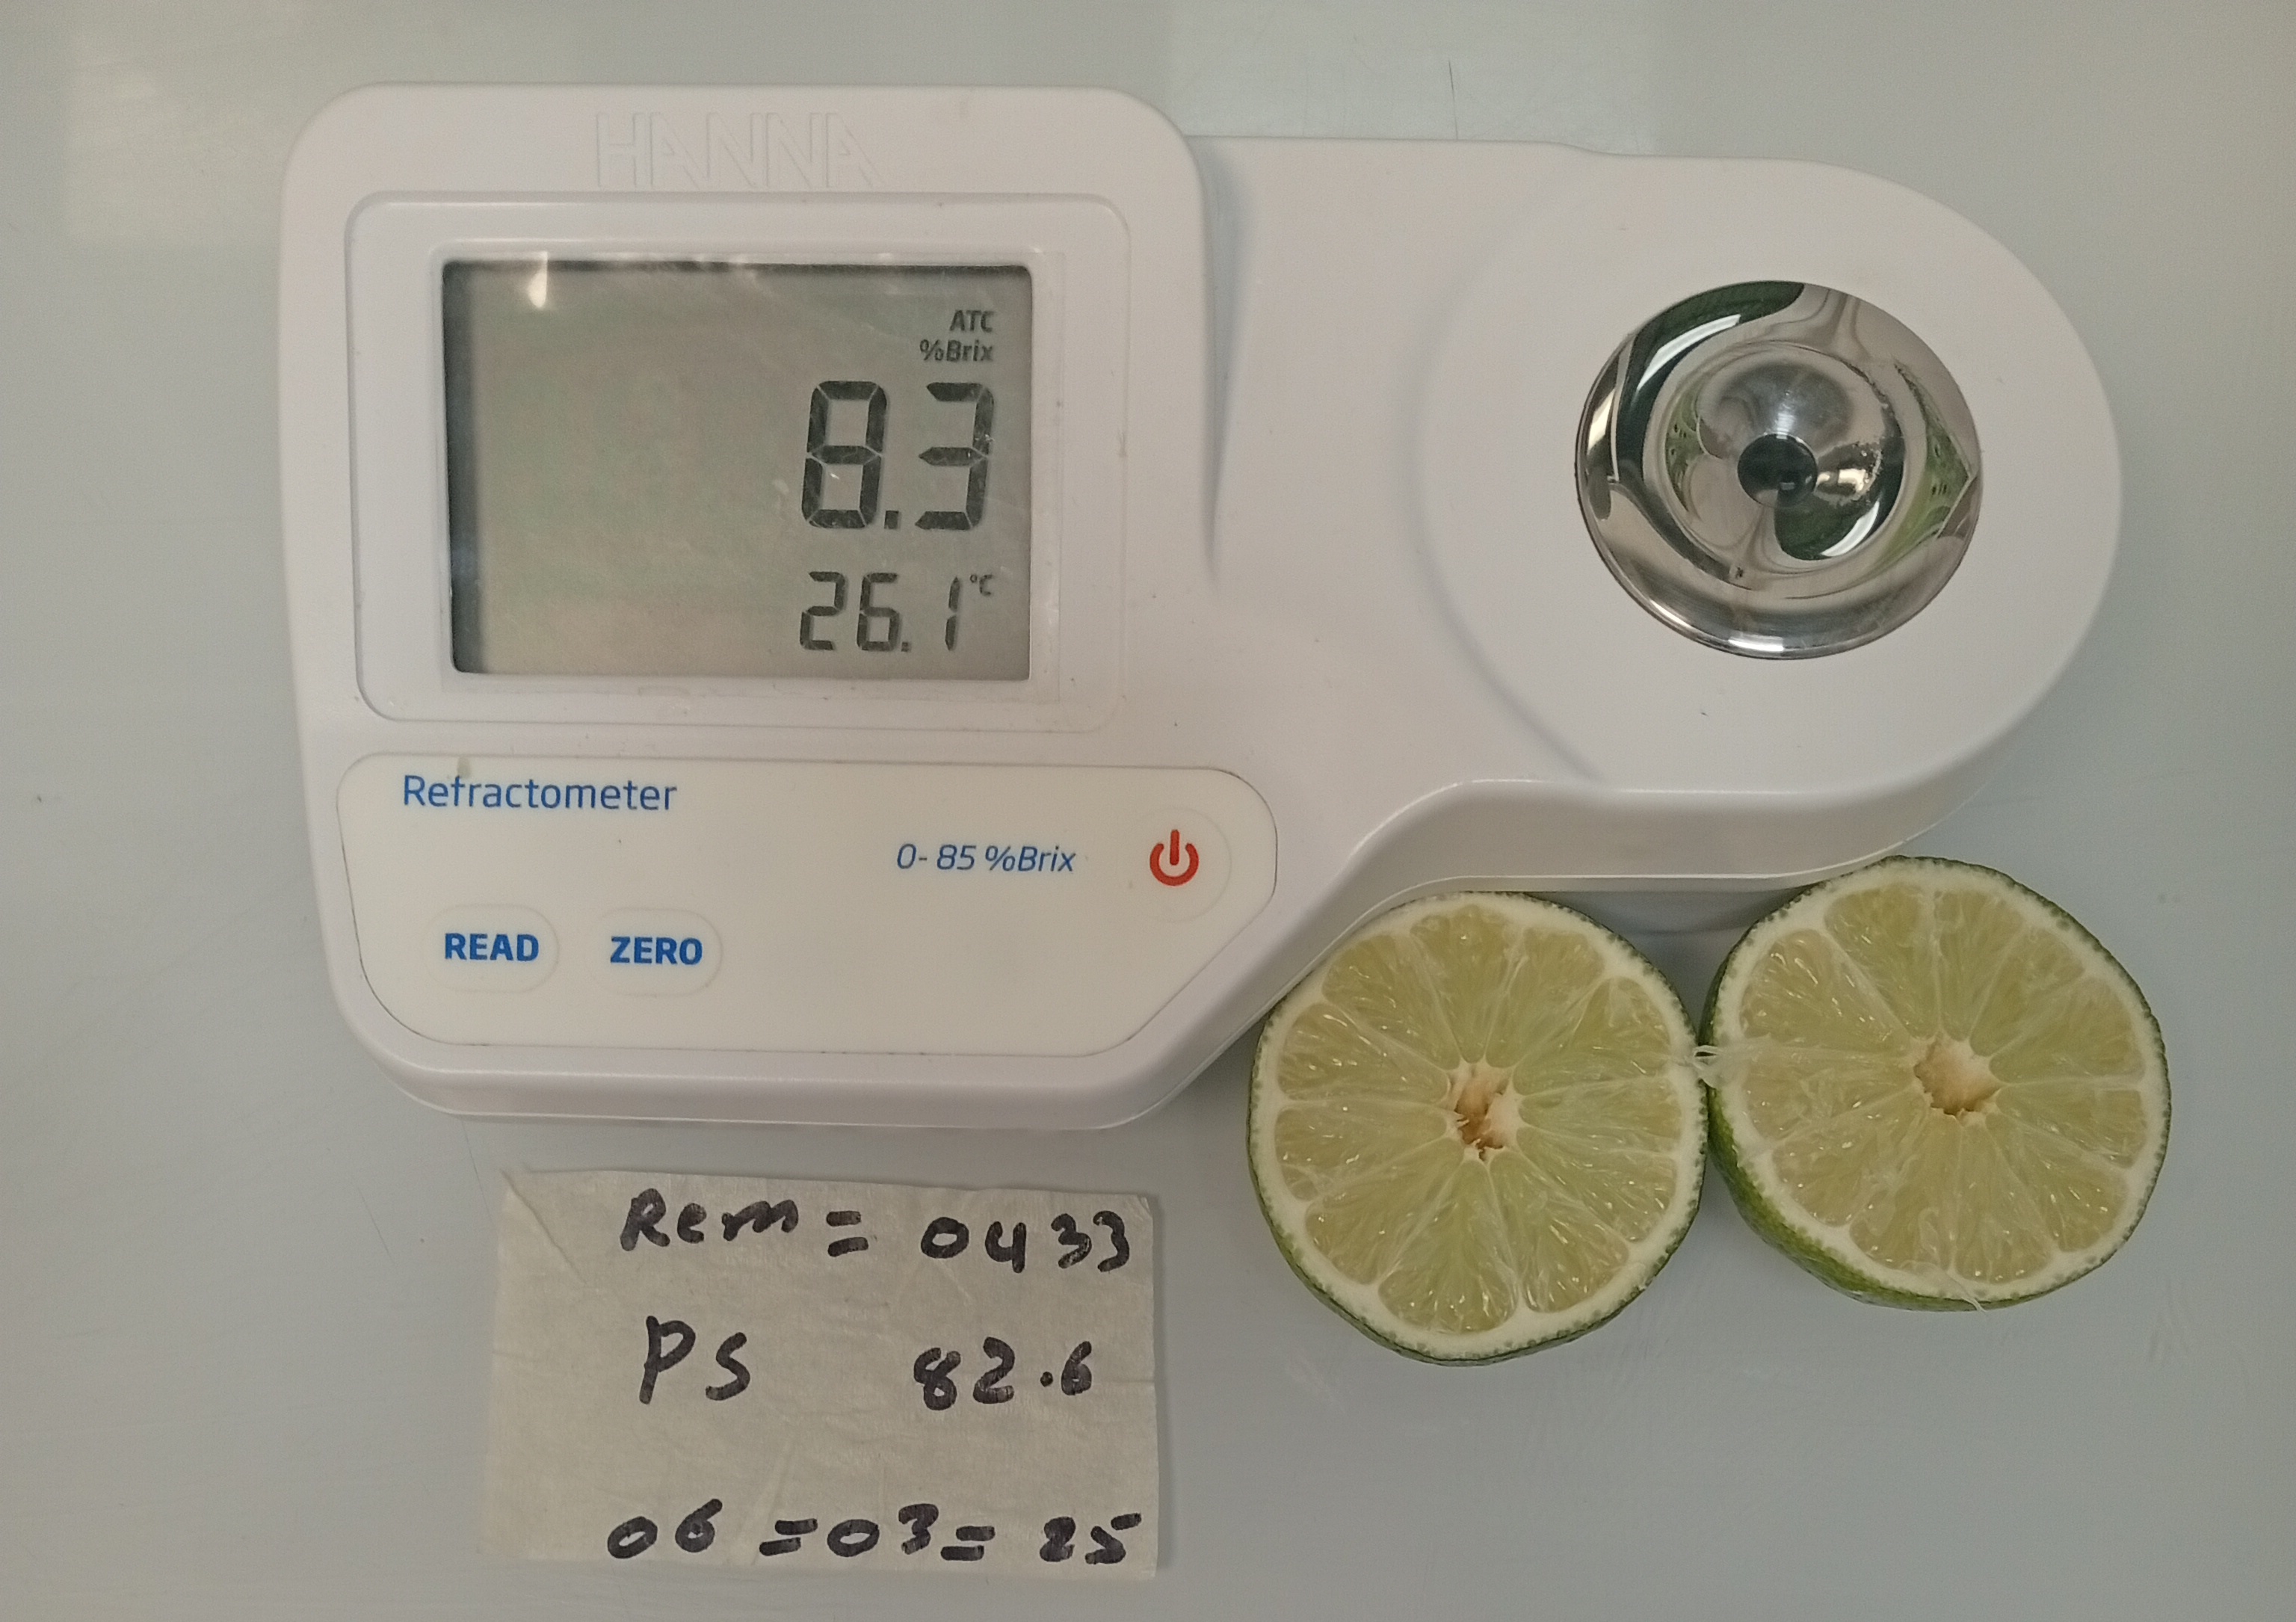 HANNA
ATC
%Brix
8.3
26.1°C
Refractometer
0-85 %Brix
READ ZERO
Rem = 0433
PS 82.6
06=03=25